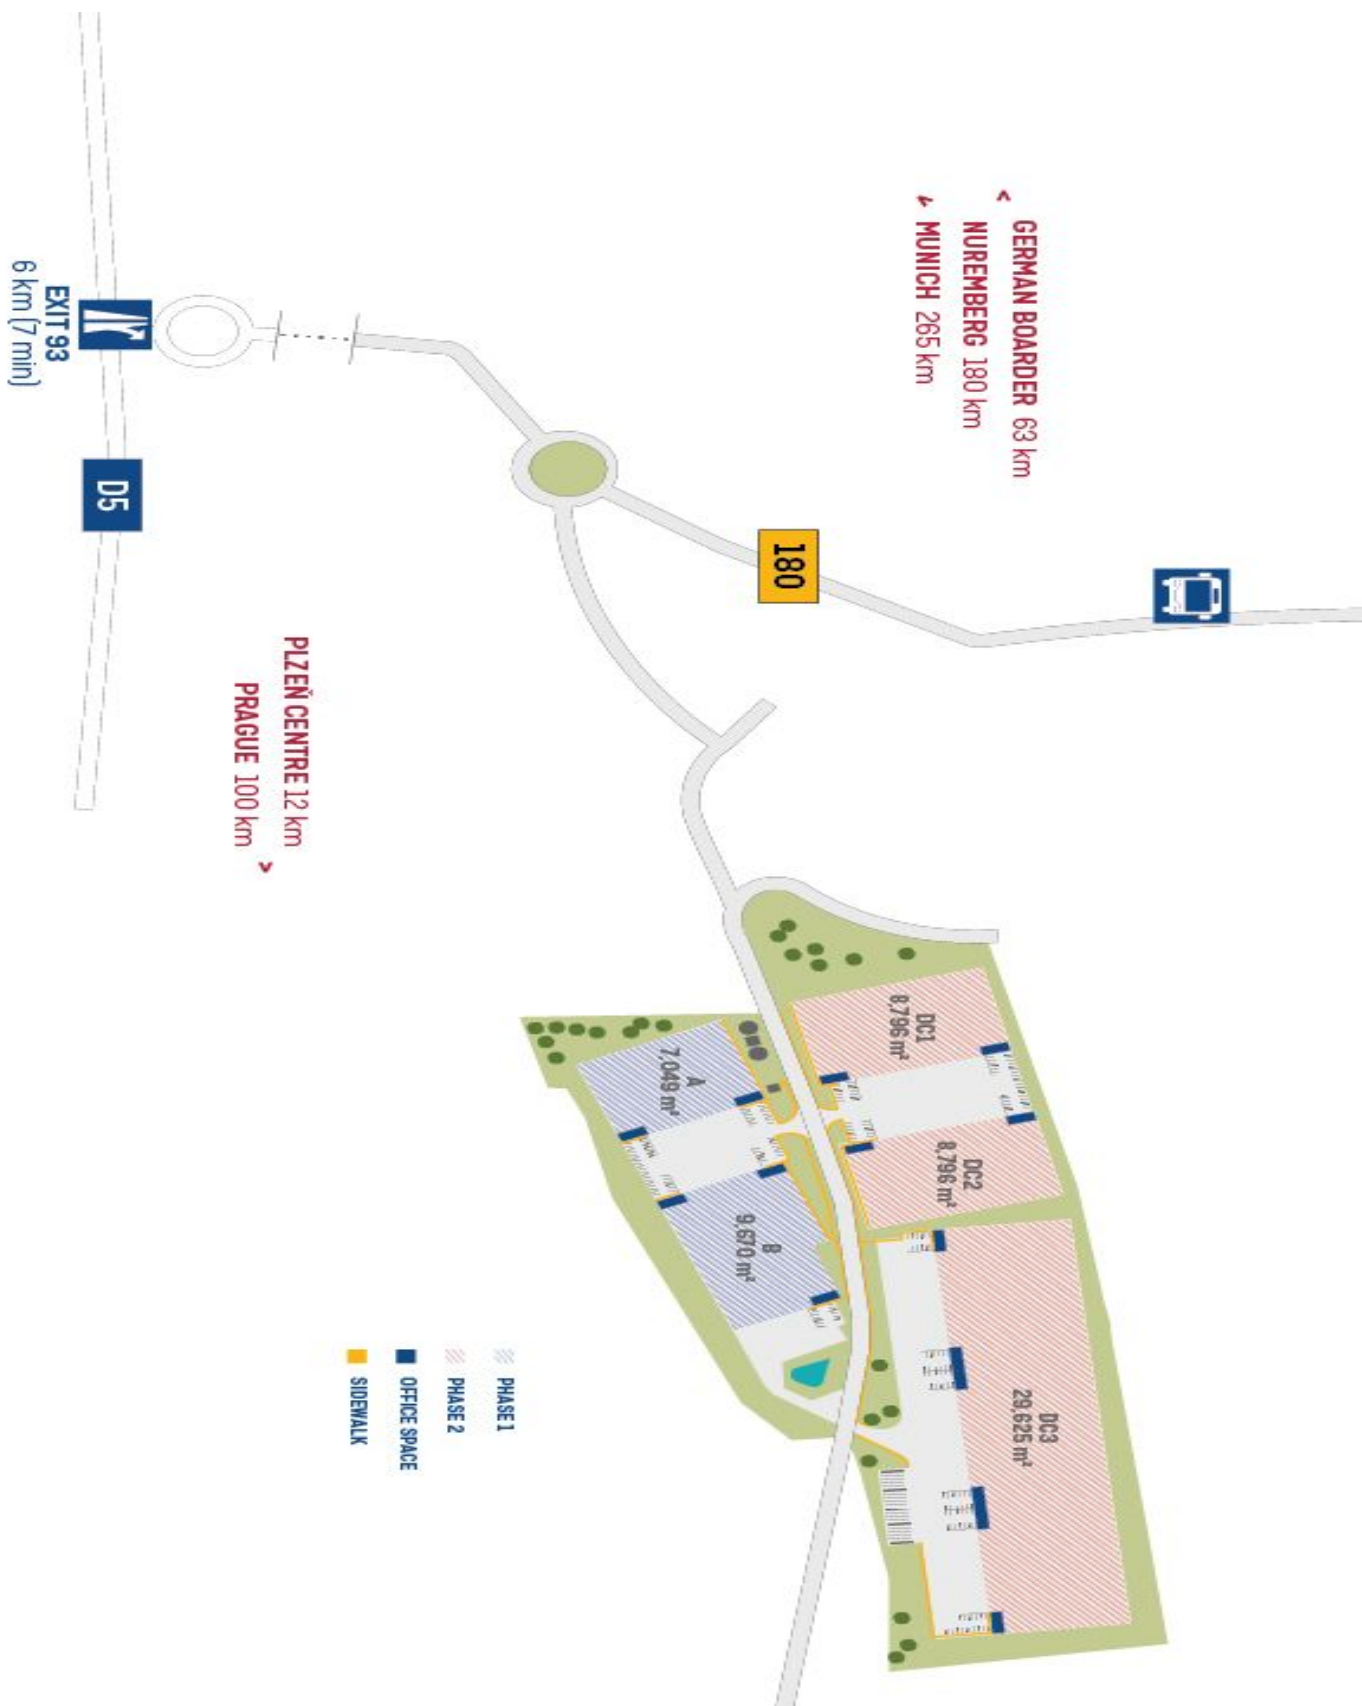 < GERMAN BOARDER 63 km
NUREMBERG 180 km
MUNICH 265 km
180
EXIT 93
6 km (7 min)
D5
PLZEŇ CENTRE 12 km
PRAGUE 100 km >
DC1
8,796 m²
DC2
8,796 m²
DC3
29,625 m²
A
7,049 m²
B
9,670 m²
PHASE 1
PHASE 2
OFFICE SPACE
SIDEWALK